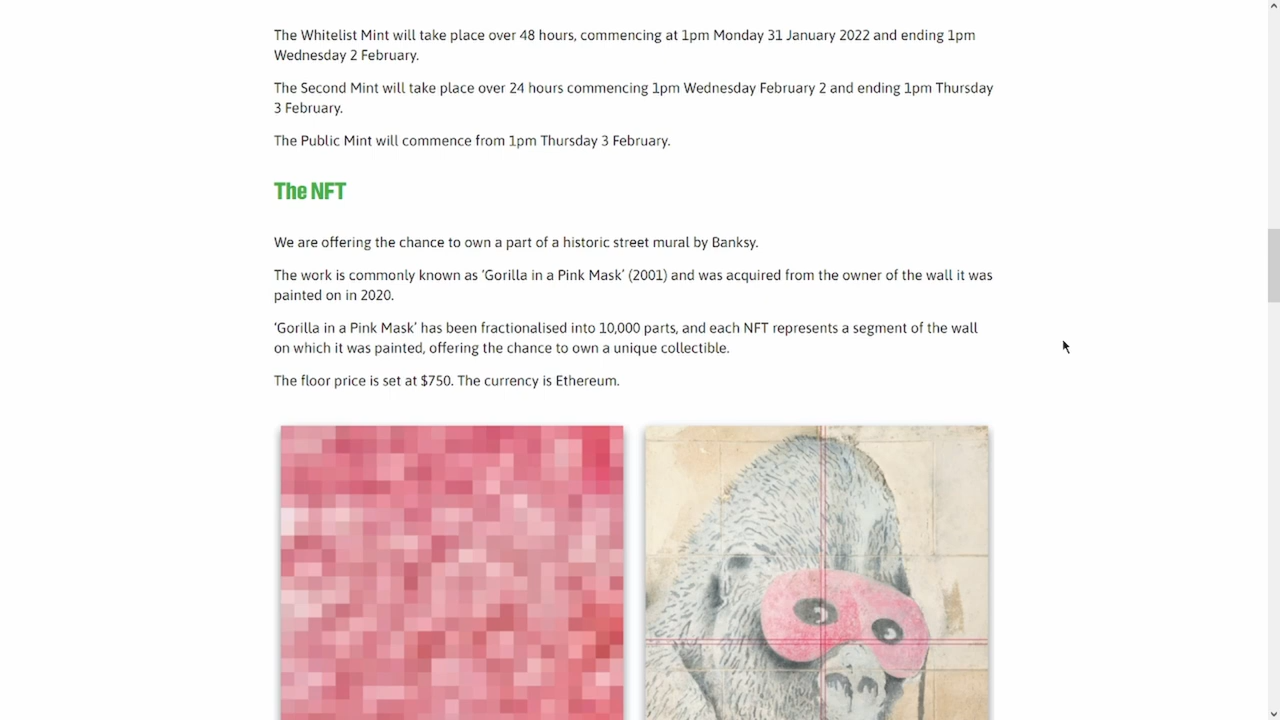 The Whitelist Mint will take place over 48 hours, commencing at 1pm Monday 31 January 2022 and ending 1pm
Wednesday 2 February.
The Second Mint will take place over 24 hours commencing 1pm Wednesday February 2 and ending 1pm Thursday
3 February.
The Public Mint will commence from 1pm Thursday 3 February.
The NFT
We are offering the chance to own a part of a historic street mural by Banksy.
The work is commonly known as ‘Gorilla in a Pink Mask’ (2001) and was acquired from the owner of the wall it was
painted on in 2020.
‘Gorilla in a Pink Mask’ has been fractionalised into 10,000 parts, and each NFT represents a segment of the wall
on which it was painted, offering the chance to own a unique collectible.
The floor price is set at $750. The currency is Ethereum.